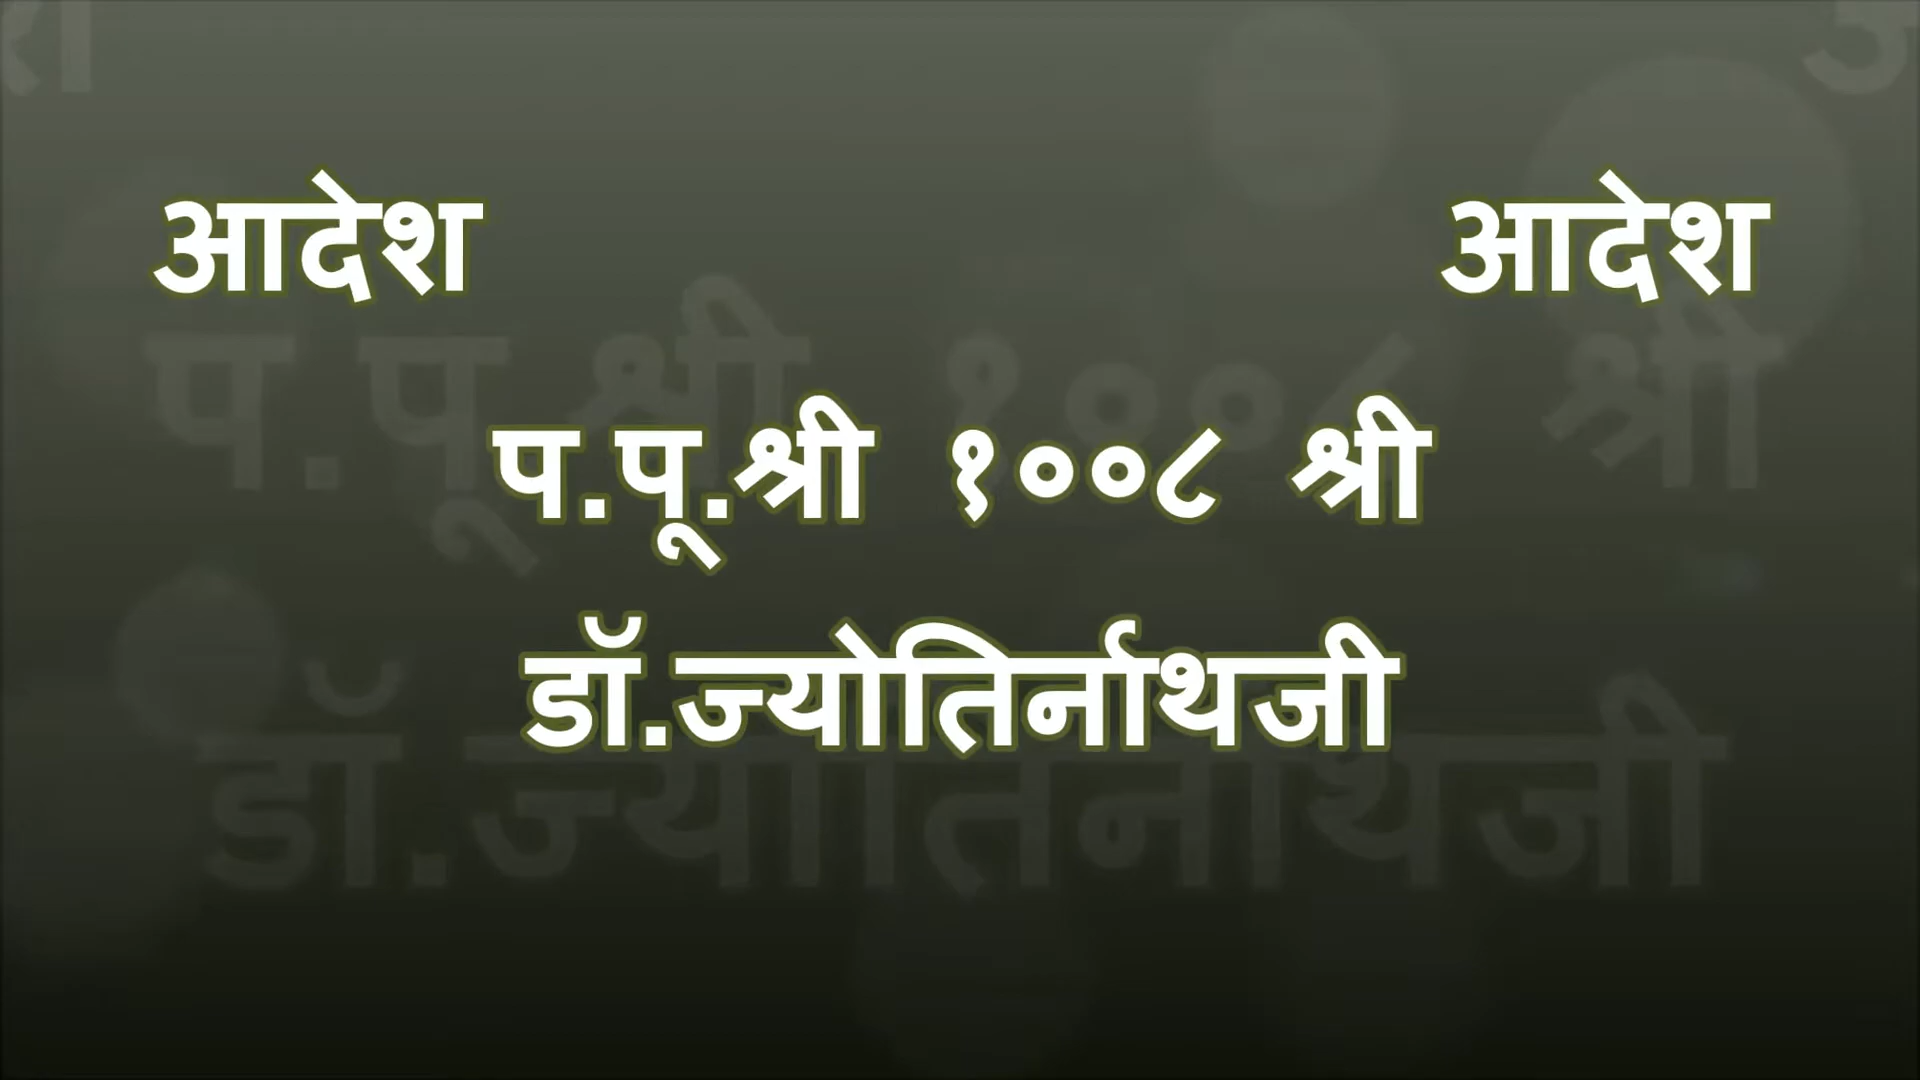 आदेश आदेश
प.पू.श्री १००८ श्री
डॉ.ज्योतिर्नाथजी